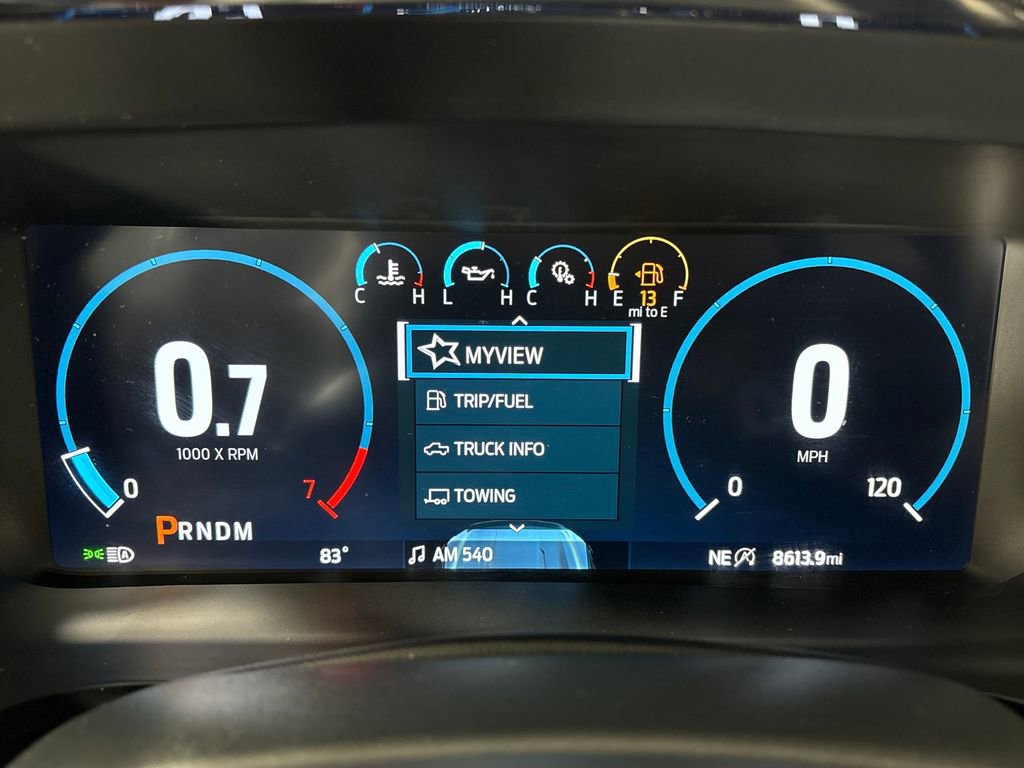 C H
L H
C H
E 13 F
mi to E
MYVIEW
TRIP/FUEL
TRUCK INFO
TOWING
0.7
1000 X RPM
0
7
PRNDM
0
MPH
0
120
A
83°
AM 540
NE
8613.9mi